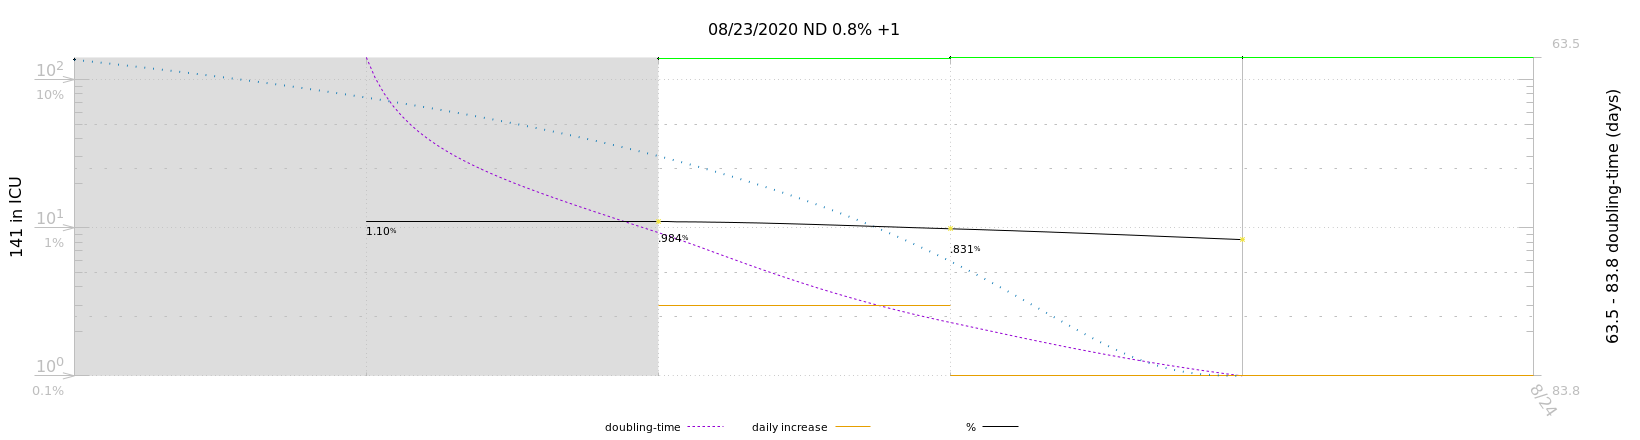 08/23/2020 ND 0.8% +1
63.5
10²
10%
141 in ICU
63.5 - 83.8 doubling-time (days)
10¹
1%
1.10%
.984%
.831%
10⁰
0.1%
83.8
8/24
doubling-time
daily increase
%